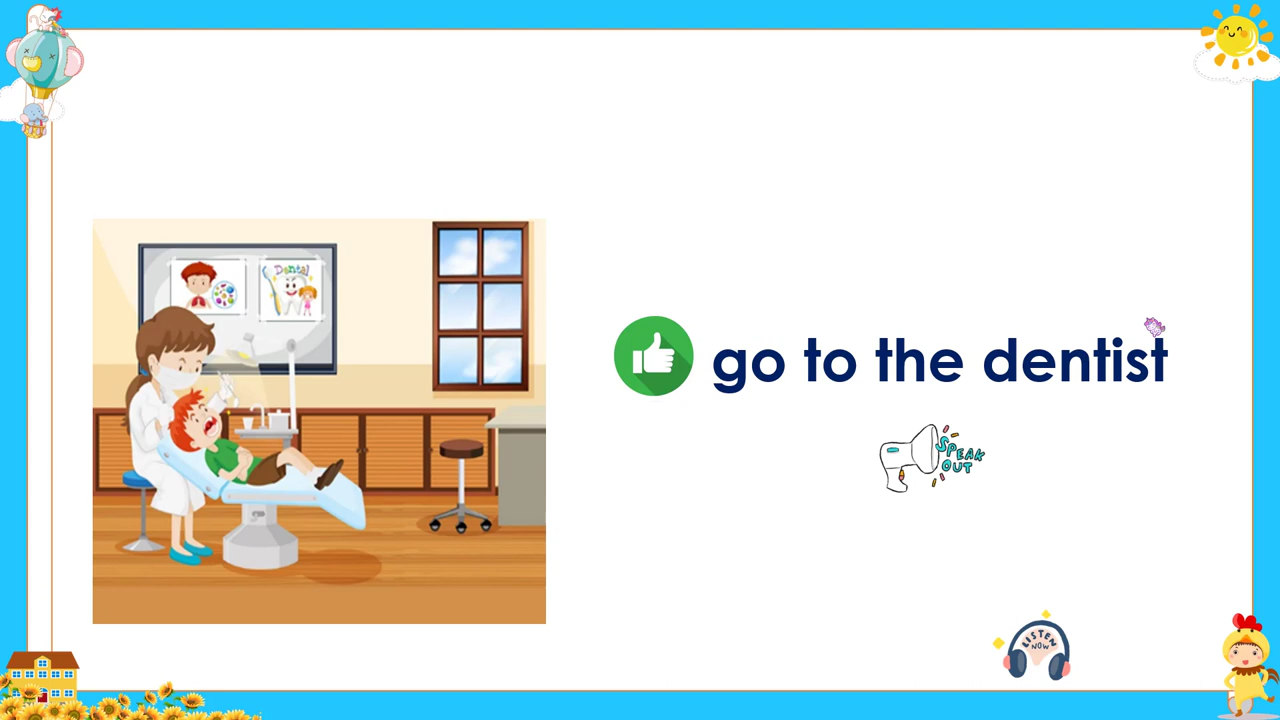 Dental
go to the dentist
SPEAK
OUT
LISTEN
NOW